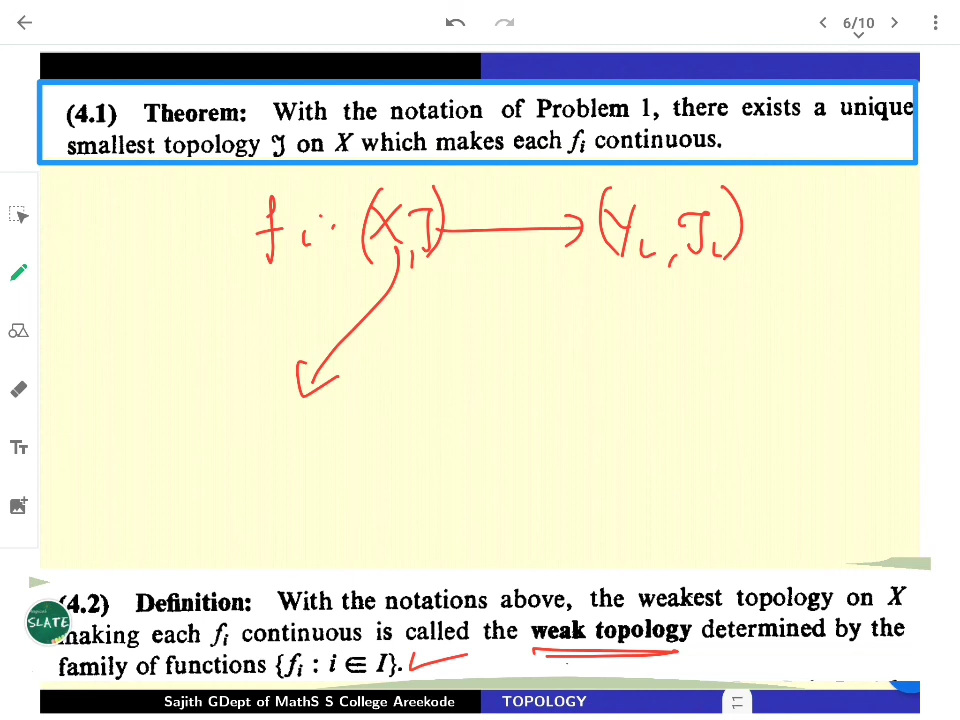 6/10
(4.1) Theorem: With the notation of Problem 1, there exists a unique
smallest topology 𝒥 on X which makes each fᵢ continuous.
fᵢ : (X, 𝒥) → (Yᵢ, 𝒥ᵢ)
(4.2) Definition: With the notations above, the weakest topology on X
making each fᵢ continuous is called the weak topology determined by the
family of functions {fᵢ : i ∈ I}.
SLATE
Tт
Sajith GDept of MathS S College Areekode TOPOLOGY 11